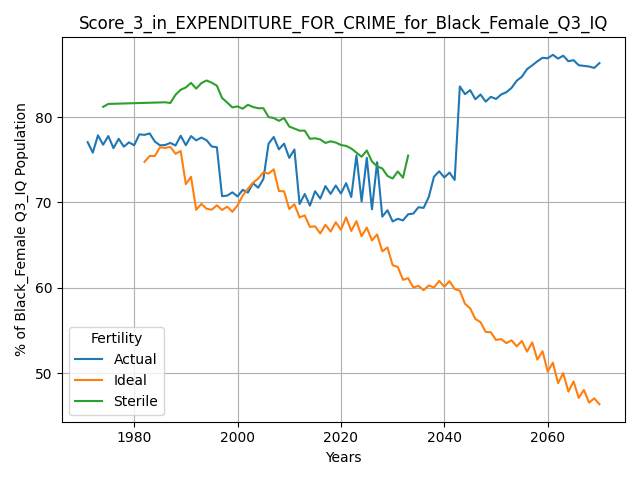 Score_3_in_EXPENDITURE_FOR_CRIME_for_Black_Female_Q3_IQ
% of Black_Female Q3_IQ Population
80
70
60
50
Fertility
Actual
Ideal
Sterile
1980
2000
2020
2040
2060
Years